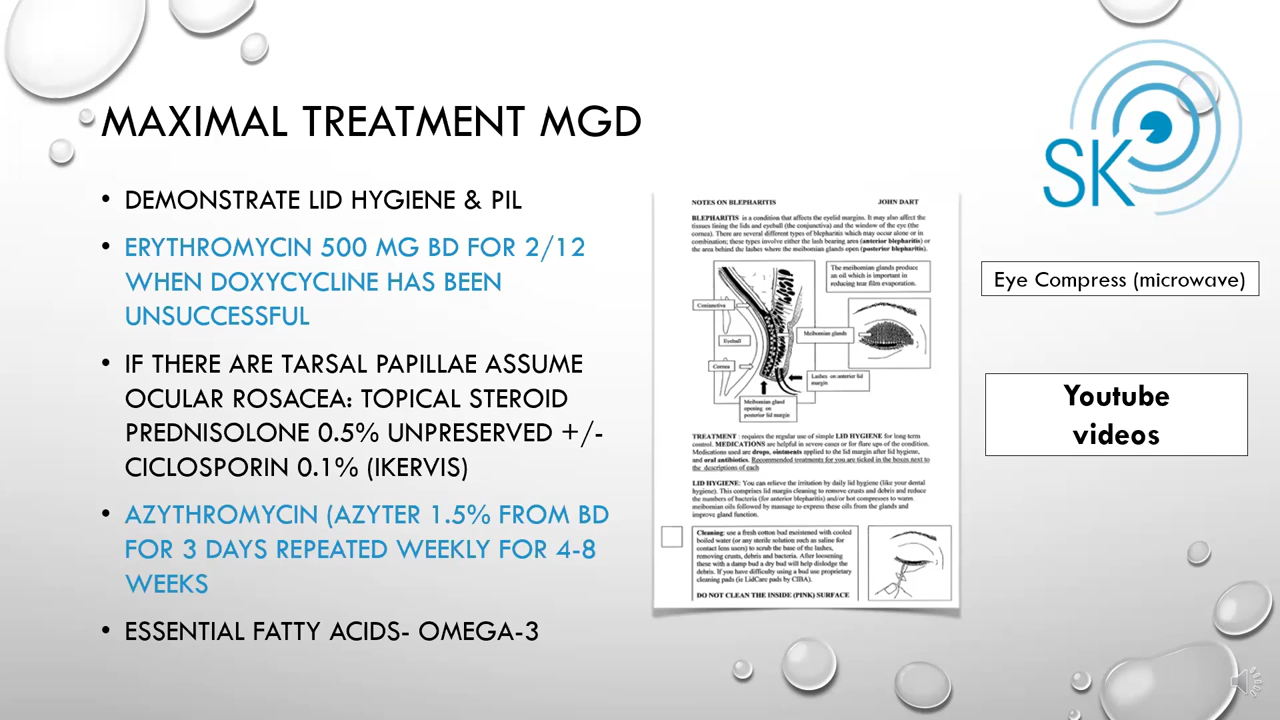 MAXIMAL TREATMENT MGD
• DEMONSTRATE LID HYGIENE & PIL
• ERYTHROMYCIN 500 MG BD FOR 2/12
WHEN DOXYCYCLINE HAS BEEN
UNSUCCESSFUL
• IF THERE ARE TARSAL PAPILLAE ASSUME
OCULAR ROSACEA: TOPICAL STEROID
PREDNISOLONE 0.5% UNPRESERVED +/-
CICLOSPORIN 0.1% (IKERVIS)
• AZYTHROMYCIN (AZYTER 1.5% FROM BD
FOR 3 DAYS REPEATED WEEKLY FOR 4-8
WEEKS
• ESSENTIAL FATTY ACIDS- OMEGA-3
NOTES ON BLEPHARITIS JOHN DART
BLEPHARITIS is a condition that affects the eyelid margins. It may also affect the
tissues lining the lids and eyeball (the conjunctiva) and the window of the eye (the
cornea). There are several different types of blepharitis which may occur alone or in
combination; these types involve either the lash bearing area (anterior blepharitis) or
the area behind the lashes where the meibomian glands open (posterior blepharitis).
The meibomian glands produce
an oil which is important in
reducing tear film evaporation.
Conjunctiva
Eyeball
Meibomian glands
Cornea
Lashes on anterior lid
margin
Meibomian gland
opening on
posterior lid margin
TREATMENT : requires the regular use of simple LID HYGIENE for long term
control. MEDICATIONS are helpful in severe cases or for flare ups of the condition.
Medications used are drops, ointments applied to the lid margin after lid hygiene,
and oral antibiotics. Recommended treatments for you are ticked in the boxes next to
the descriptions of each
LID HYGIENE: You can relieve the irritation by daily lid hygiene (like your dental
hygiene). This comprises lid margin cleaning to remove crusts and debris and reduce
the numbers of bacteria (for anterior blepharitis) and/or hot compresses to warm
meibomian oils followed by massage to express these oils from the glands and
improve gland function.
Cleaning: use a fresh cotton bud moistened with cooled
boiled water (or any sterile solution such as saline for
contact lens users) to scrub the base of the lashes,
removing crusts, debris and bacteria. After loosening
these with a damp bud a dry bud will help dislodge the
debris. If you have difficulty using a bud use proprietary
cleaning pads (ie LidCare pads by CIBA).
DO NOT CLEAN THE INSIDE (PINK) SURFACE
SK
Eye Compress (microwave)
Youtube
videos